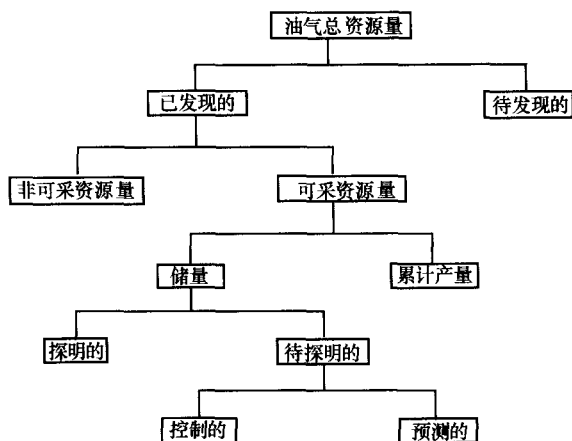 油气总资源量
已发现的
待发现的
非可采资源量
可采资源量
储量
累计产量
探明的
待探明的
控制的
预测的